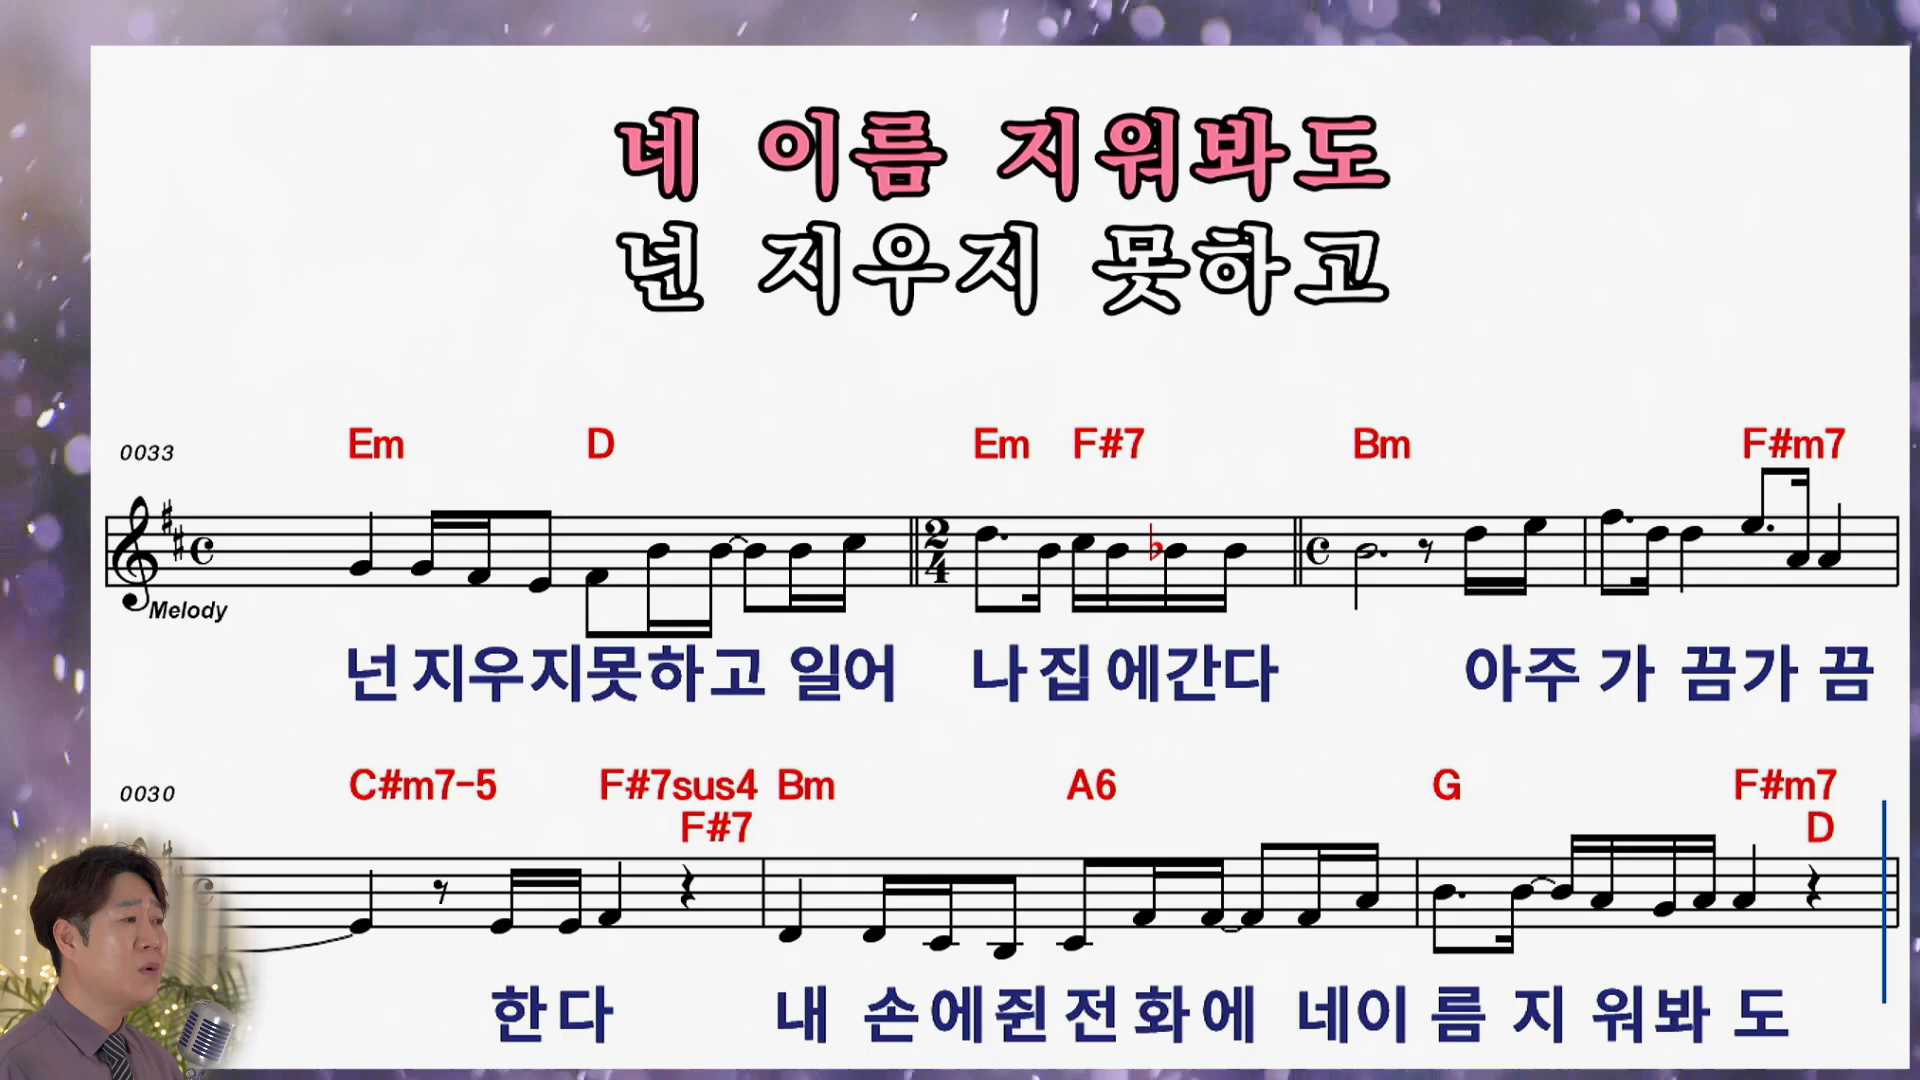 네 이름 지워봐도
넌 지우지 못하고
Em D Em F#7 Bm F#m7
0033
2
4
Melody
넌 지우지못하고 일어 나집에간다 아주 가 끔가 끔
C#m7-5 F#7sus4 Bm A6 G F#m7
0030
F#7 D
한다 내 손에쥔전화에 네이름 지 워봐 도